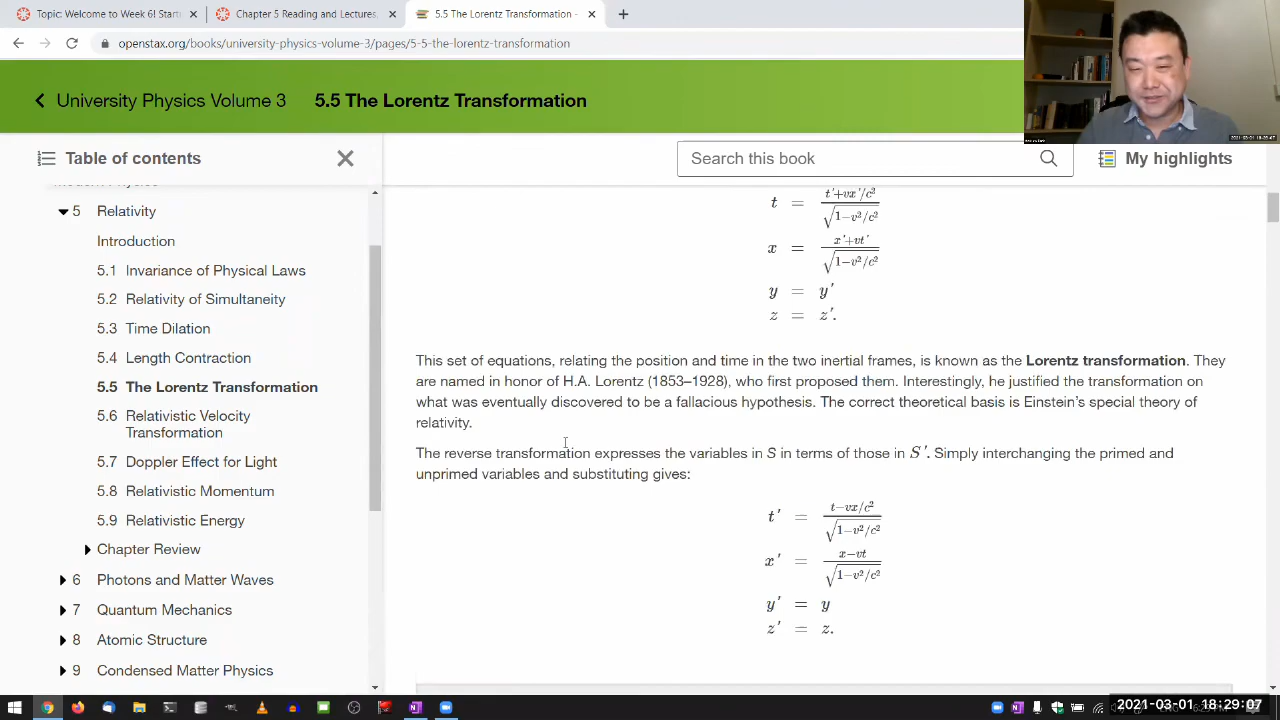 Topic: Welcome to Week 6! Start
Chapter 5 Reading and Lectures,
5.5 The Lorentz Transformation -
openstax.org/books/university-physics-volume-3/pages/5-5-the-lorentz-transformation
University Physics Volume 3
5.5 The Lorentz Transformation
2021-03-01 18:29:07
Table of contents
Search this book
My highlights
Modern Physics
5 Relativity
Introduction
5.1 Invariance of Physical Laws
5.2 Relativity of Simultaneity
5.3 Time Dilation
5.4 Length Contraction
5.5 The Lorentz Transformation
5.6 Relativistic Velocity
Transformation
5.7 Doppler Effect for Light
5.8 Relativistic Momentum
5.9 Relativistic Energy
Chapter Review
6 Photons and Matter Waves
7 Quantum Mechanics
8 Atomic Structure
9 Condensed Matter Physics
t = t′+vx′/c² / √1−v²/c²
x = x′+vt′ / √1−v²/c²
y = y′
z = z′.
This set of equations, relating the position and time in the two inertial frames, is known as the Lorentz transformation. They
are named in honor of H.A. Lorentz (1853–1928), who first proposed them. Interestingly, he justified the transformation on
what was eventually discovered to be a fallacious hypothesis. The correct theoretical basis is Einstein's special theory of
relativity.
The reverse transformation expresses the variables in S in terms of those in S′. Simply interchanging the primed and
unprimed variables and substituting gives:
t′ = t−vx/c² / √1−v²/c²
x′ = x−vt / √1−v²/c²
y′ = y
z′ = z.
2021-03-01 18:29:07